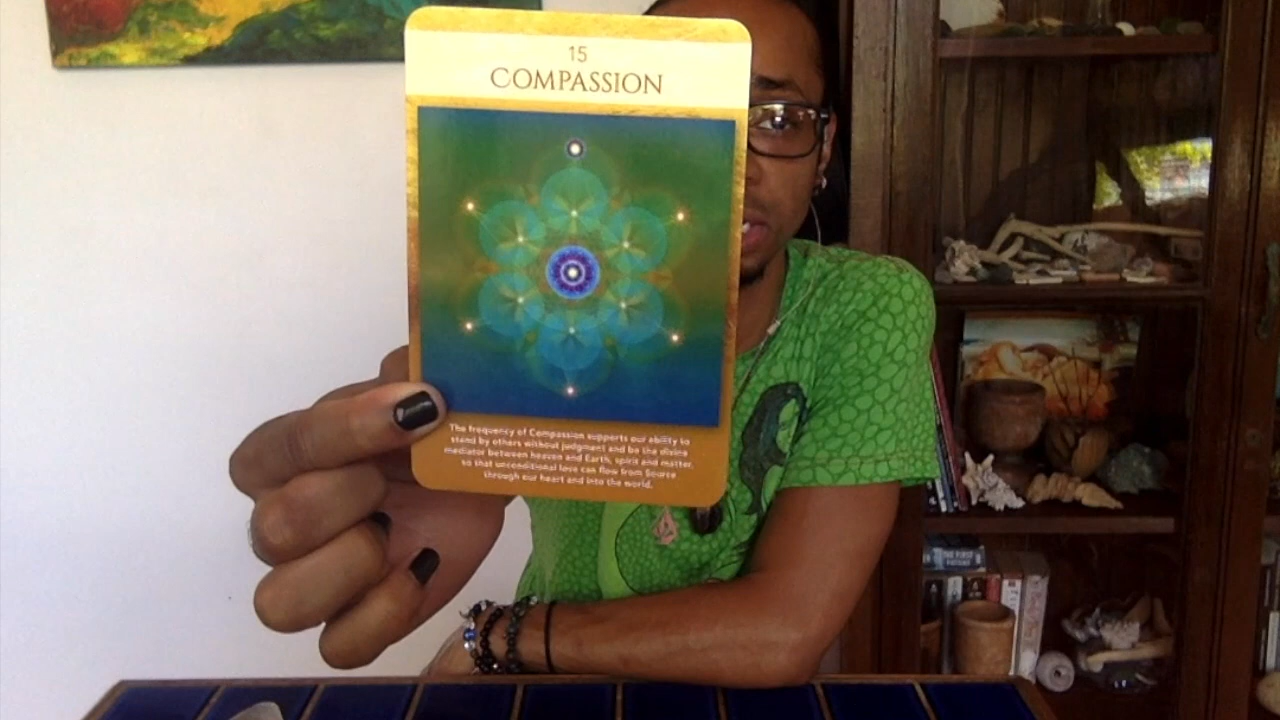 15
COMPASSION
The frequency of Compassion supports our ability to
stand by others without judgment and be the divine
mediator between heaven and Earth, spirit and matter,
so that unconditional love can flow from Source
through our heart and into the world.
THE FIRST